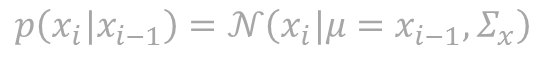 p(x_i|x_{i-1}) = 𝒩(x_i|μ = x_{i-1}, Σ_x)